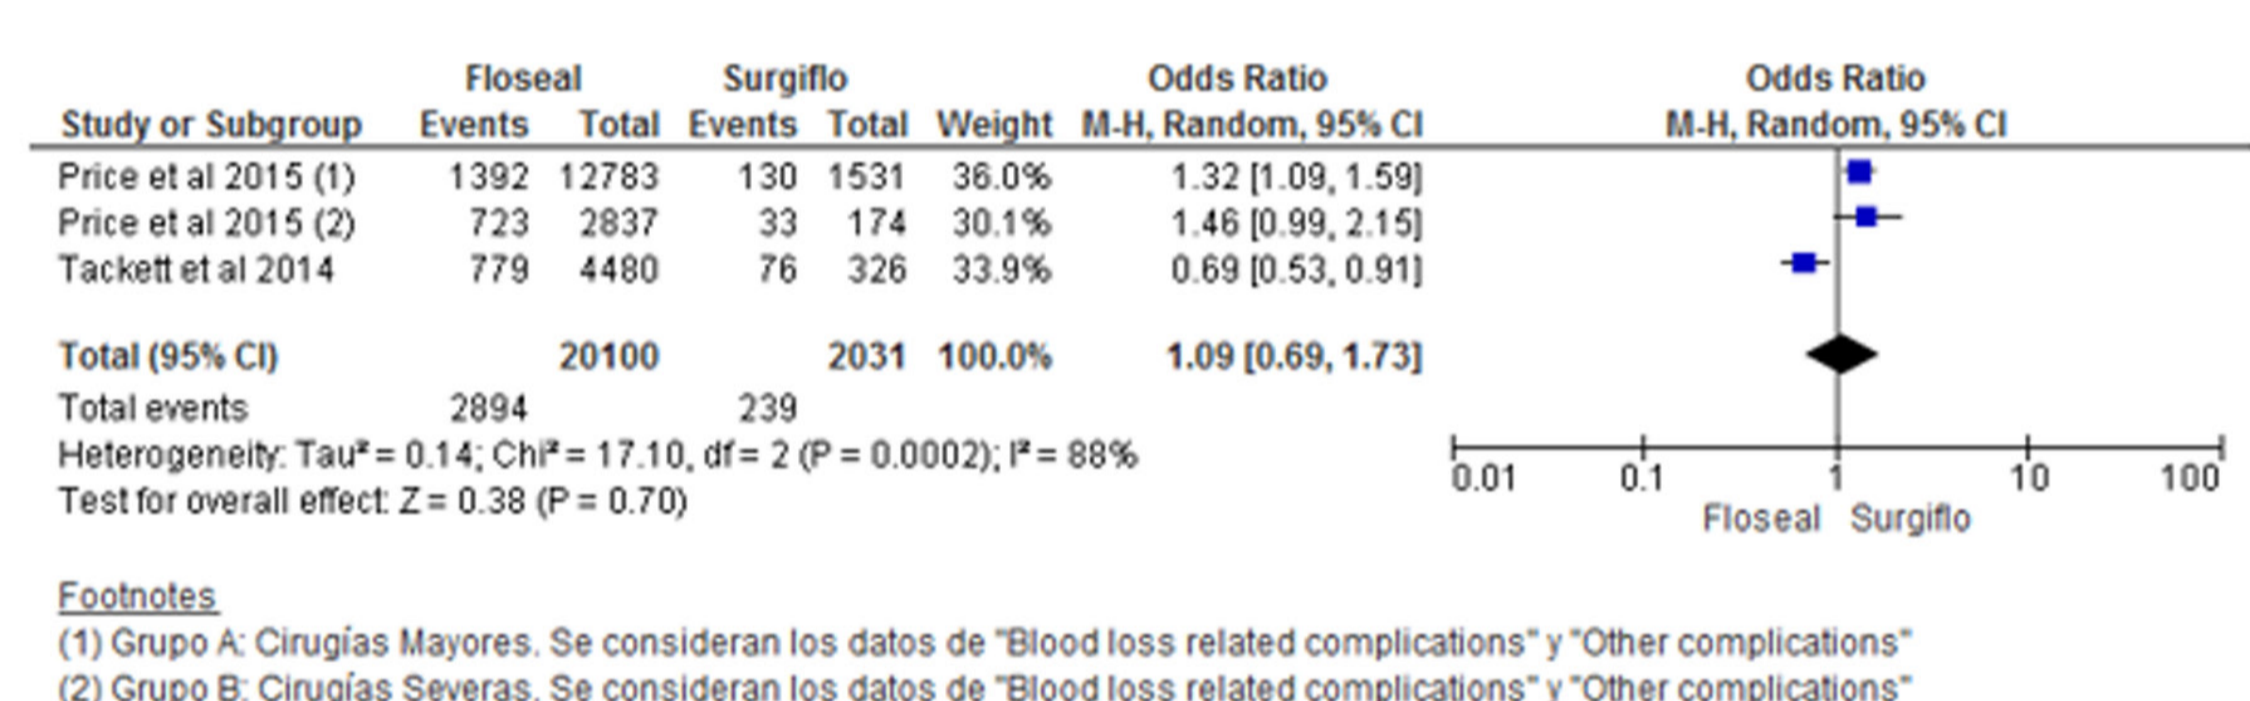 Floseal Surgiflo Odds Ratio Odds Ratio
Study or Subgroup Events Total Events Total Weight M-H, Random, 95% CI M-H, Random, 95% CI
Price et al 2015 (1) 1392 12783 130 1531 36.0% 1.32 [1.09, 1.59]
Price et al 2015 (2) 723 2837 33 174 30.1% 1.46 [0.99, 2.15]
Tackett et al 2014 779 4480 76 326 33.9% 0.69 [0.53, 0.91]
Total (95% CI) 20100 2031 100.0% 1.09 [0.69, 1.73]
Total events 2894 239
Heterogeneity: Tau² = 0.14; Chi² = 17.10, df = 2 (P = 0.0002); I² = 88%
Test for overall effect: Z = 0.38 (P = 0.70)
0.01 0.1 1 10 100
Floseal Surgiflo
Footnotes
(1) Grupo A: Cirugías Mayores. Se consideran los datos de "Blood loss related complications" y "Other complications"
(2) Grupo B: Cirugías Severas. Se consideran los datos de "Blood loss related complications" y "Other complications"